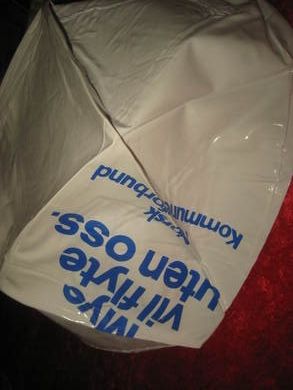 Mye
vil flyte
uten oss.
Kommuneforbund